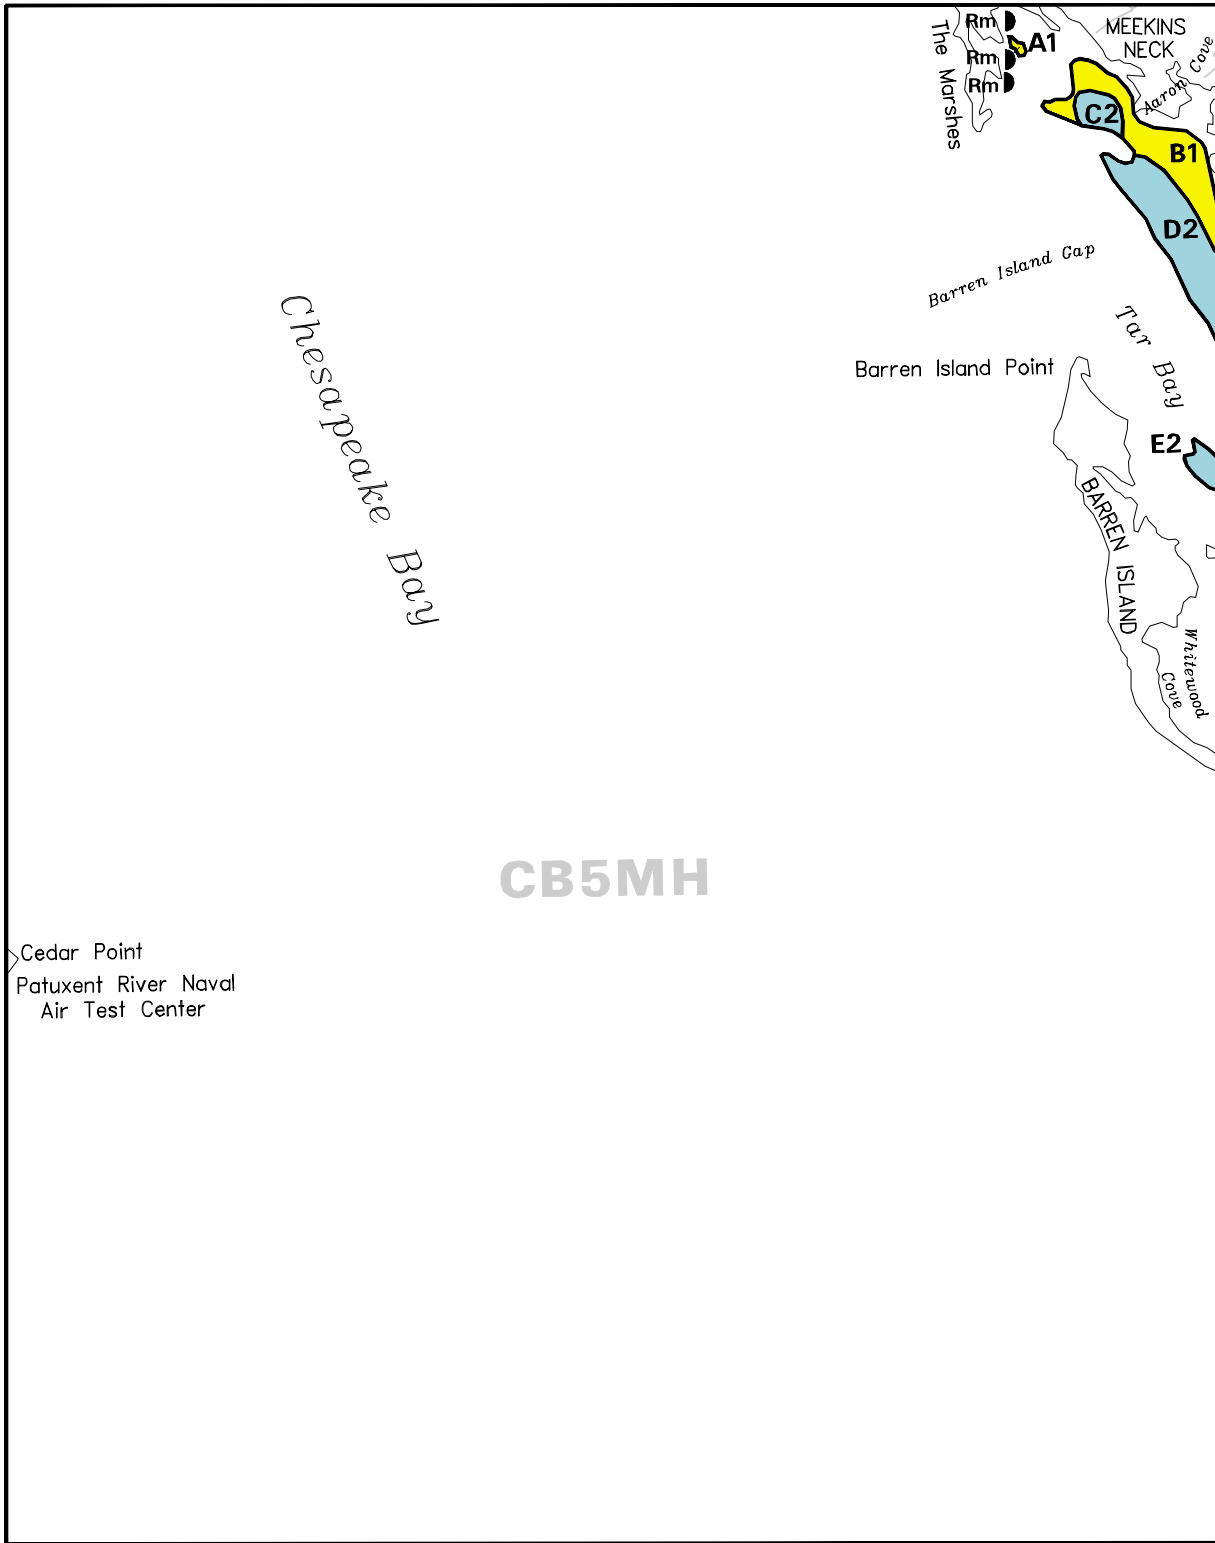 Rm
Rm
Rm
A1
The Marshes
MEEKINS
NECK
Aaron Cove
C2
B1
D2
Barren Island Gap
Tar Bay
Chesapeake Bay
Barren Island Point
E2
BARREN ISLAND
Whitewood
Cove
CB5MH
Cedar Point
Patuxent River Naval
Air Test Center